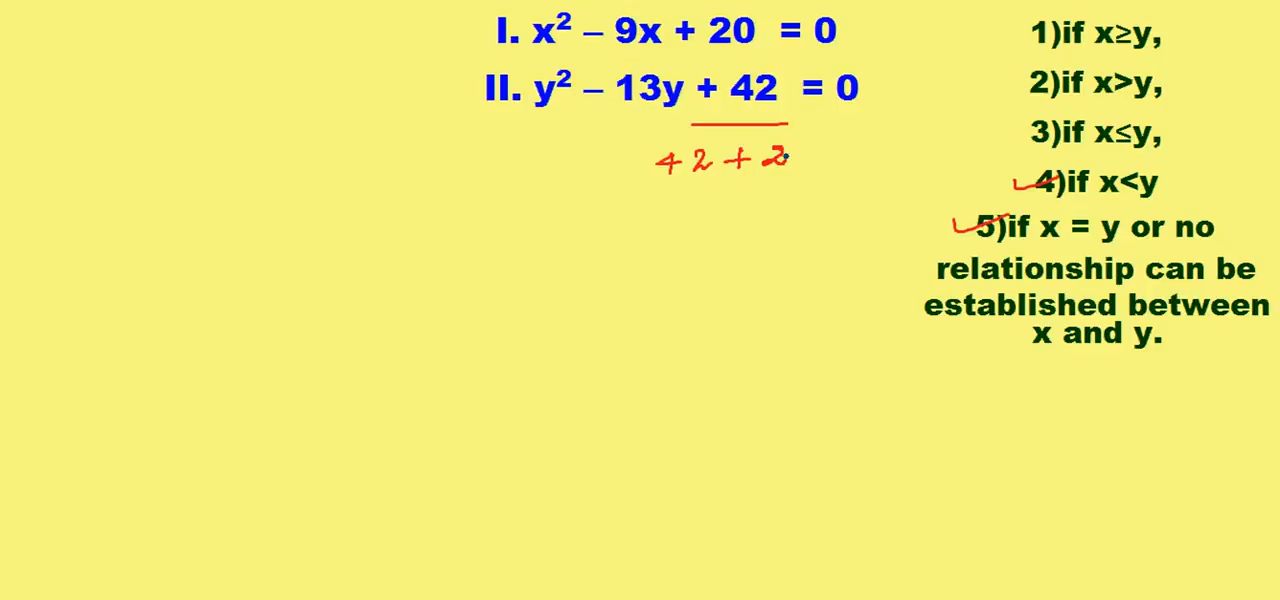 I. x² – 9x + 20 = 0
II. y² – 13y + 42 = 0
42 + 2
1)if x≥y,
2)if x>y,
3)if x≤y,
4)if x<y
5)if x = y or no
relationship can be
established between
x and y.